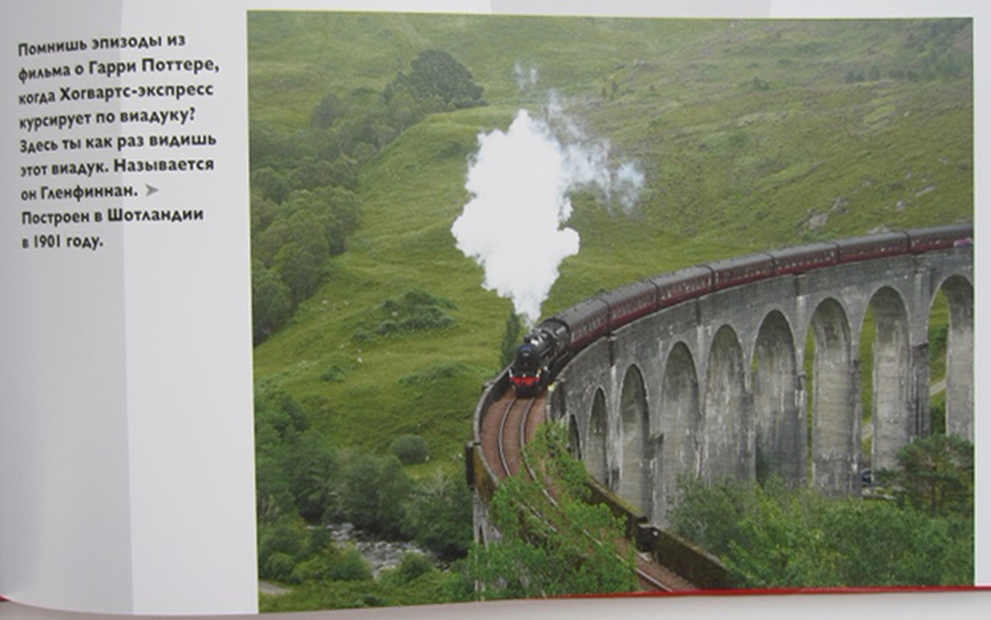 Помнишь эпизоды из
фильма о Гарри Поттере,
когда Хогвартс-экспресс
курсирует по виадуку?
Здесь ты как раз видишь
этот виадук. Называется
он Гленфиннан. ➤
Построен в Шотландии
в 1901 году.